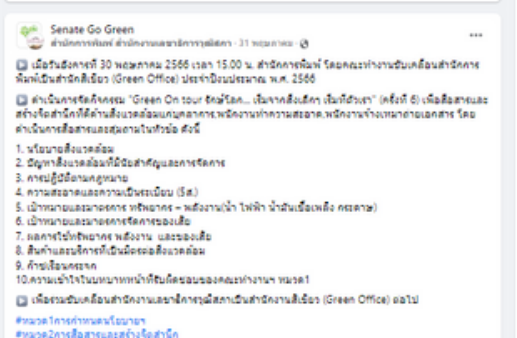 Senate Go Green
สำนักการพิมพ์ สำนักงานเลขาธิการวุฒิสภา · 31 พฤษภาคม ·
เมื่อวันอังคารที่ 30 พฤษภาคม 2566 เวลา 15.00 น. สำนักการพิมพ์ โดยคณะทำงานขับเคลื่อนสำนักการ
พิมพ์เป็นสำนักสีเขียว (Green Office) ประจำปีงบประมาณ พ.ศ. 2566
ดำเนินการจัดกิจกรรม "Green On tour รักษ์โลก... เริ่มจากสิ่งเล็กๆ เริ่มที่ตัวเรา" (ครั้งที่ 6) เพื่อสื่อสารและ
สร้างจิตสำนึกที่ดีด้านสิ่งแวดล้อมแก่บุคลากร,พนักงานทำความสะอาด,พนักงานจ้างเหมาถ่ายเอกสาร โดย
ดำเนินการสื่อสารและสุ่มถามในหัวข้อ ดังนี้
1. นโยบายสิ่งแวดล้อม
2. ปัญหาสิ่งแวดล้อมที่มีนัยสำคัญและการจัดการ
3. การปฏิบัติตามกฎหมาย
4. ความสะอาดและความเป็นระเบียบ (5ส.)
5. เป้าหมายและมาตรการ ทรัพยากร – พลังงาน(น้ำ ไฟฟ้า น้ำมันเชื้อเพลิง กระดาษ)
6. เป้าหมายและมาตรการจัดการของเสีย
7. ผลการใช้ทรัพยากร พลังงาน และของเสีย
8. สินค้าและบริการที่เป็นมิตรต่อสิ่งแวดล้อม
9. ก๊าซเรือนกระจก
10.ความเข้าใจในบทบาทหน้าที่รับผิดชอบของคณะทำงานฯ หมวด1
เพื่อร่วมขับเคลื่อนสำนักงานเลขาธิการวุฒิสภาเป็นสำนักงานสีเขียว (Green Office) ต่อไป
#หมวด1การกำหนดนโยบายฯ
#หมวด2การสื่อสารและสร้างจิตสำนึก